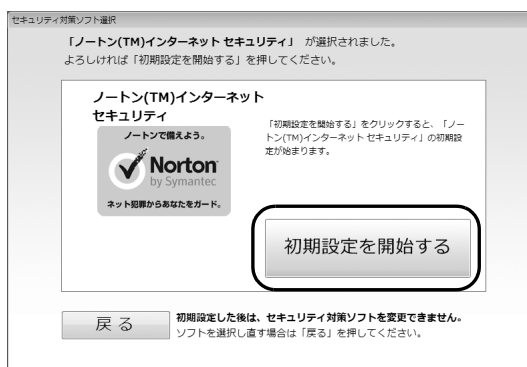 セキュリティ対策ソフト選択
「ノートン(TM)インターネット セキュリティ」 が選択されました。
よろしければ「初期設定を開始する」を押してください。
ノートン(TM)インターネット
セキュリティ
ノートンで備えよう。
Norton
by Symantec
ネット犯罪からあなたをガード。
「初期設定を開始する」をクリックすると、「ノー
トン(TM)インターネット セキュリティ」の初期設
定が始まります。
初期設定を開始する
戻る
初期設定した後は、セキュリティ対策ソフトを変更できません。
ソフトを選択し直す場合は「戻る」を押してください。